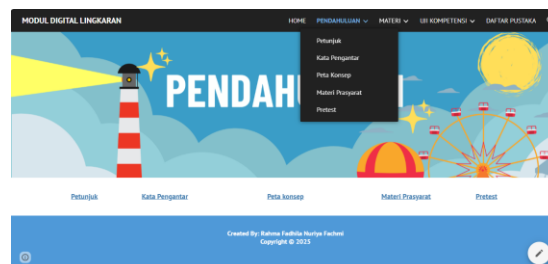 MODUL DIGITAL LINGKARAN HOME PENDAHULUAN MATERI UJI KOMPETENSI DAFTAR PUSTAKA
Petunjuk
Kata Pengantar
Peta Konsep
Materi Prasyarat
Pretest
PENDAH
Petunjuk Kata Pengantar Peta konsep Materi Prasyarat Pretest
Created By: Rahma Fadhila Nuriya Fachmi
Copyright © 2025